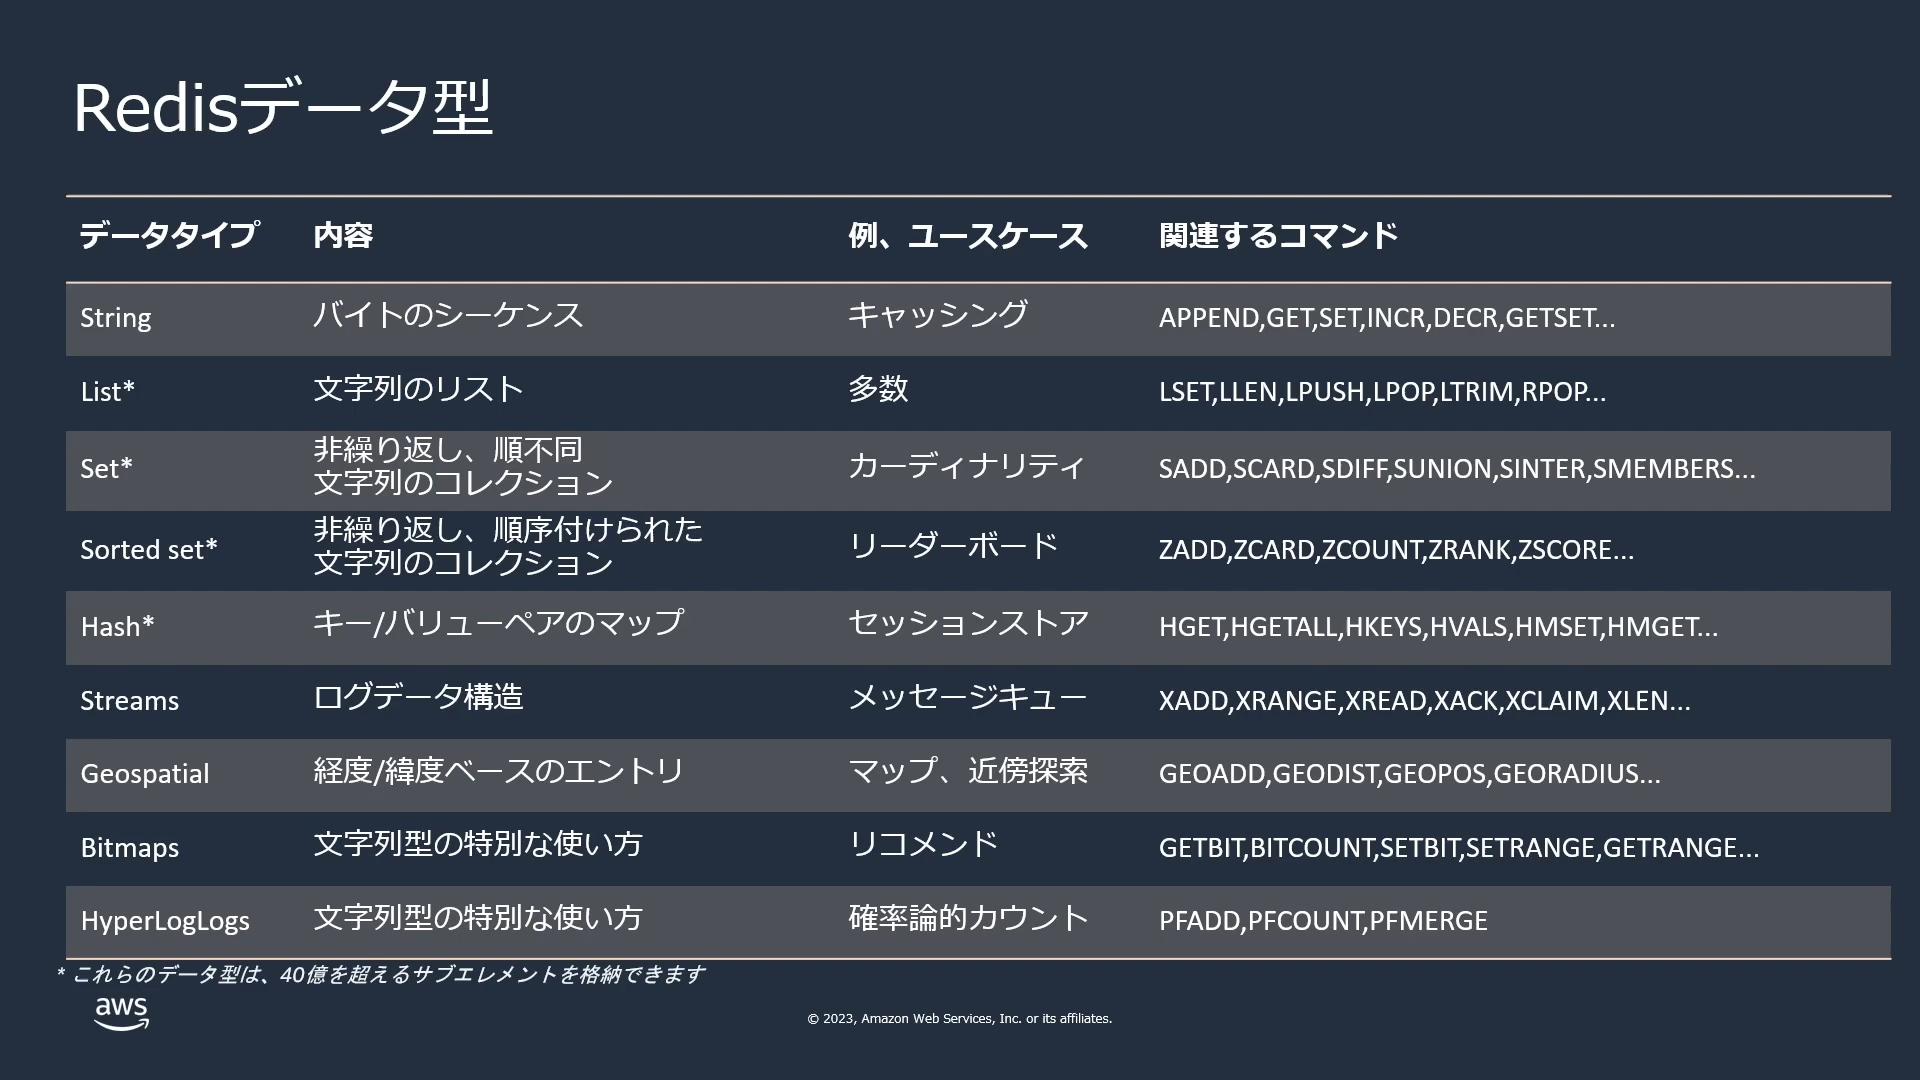 Redisデータ型
データタイプ 内容 例、ユースケース 関連するコマンド
String バイトのシーケンス キャッシング APPEND,GET,SET,INCR,DECR,GETSET...
List* 文字列のリスト 多数 LSET,LLEN,LPUSH,LPOP,LTRIM,RPOP...
Set* 非繰り返し、順不同
文字列のコレクション カーディナリティ SADD,SCARD,SDIFF,SUNION,SINTER,SMEMBERS...
Sorted set* 非繰り返し、順序付けられた
文字列のコレクション リーダーボード ZADD,ZCARD,ZCOUNT,ZRANK,ZSCORE...
Hash* キー/バリューペアのマップ セッションストア HGET,HGETALL,HKEYS,HVALS,HMSET,HMGET...
Streams ログデータ構造 メッセージキュー XADD,XRANGE,XREAD,XACK,XCLAIM,XLEN...
Geospatial 経度/緯度ベースのエントリ マップ、近傍探索 GEOADD,GEODIST,GEOPOS,GEORADIUS...
Bitmaps 文字列型の特別な使い方 リコメンド GETBIT,BITCOUNT,SETBIT,SETRANGE,GETRANGE...
HyperLogLogs 文字列型の特別な使い方 確率論的カウント PFADD,PFCOUNT,PFMERGE
* これらのデータ型は、40億を超えるサブエレメントを格納できます
aws
© 2023, Amazon Web Services, Inc. or its affiliates.